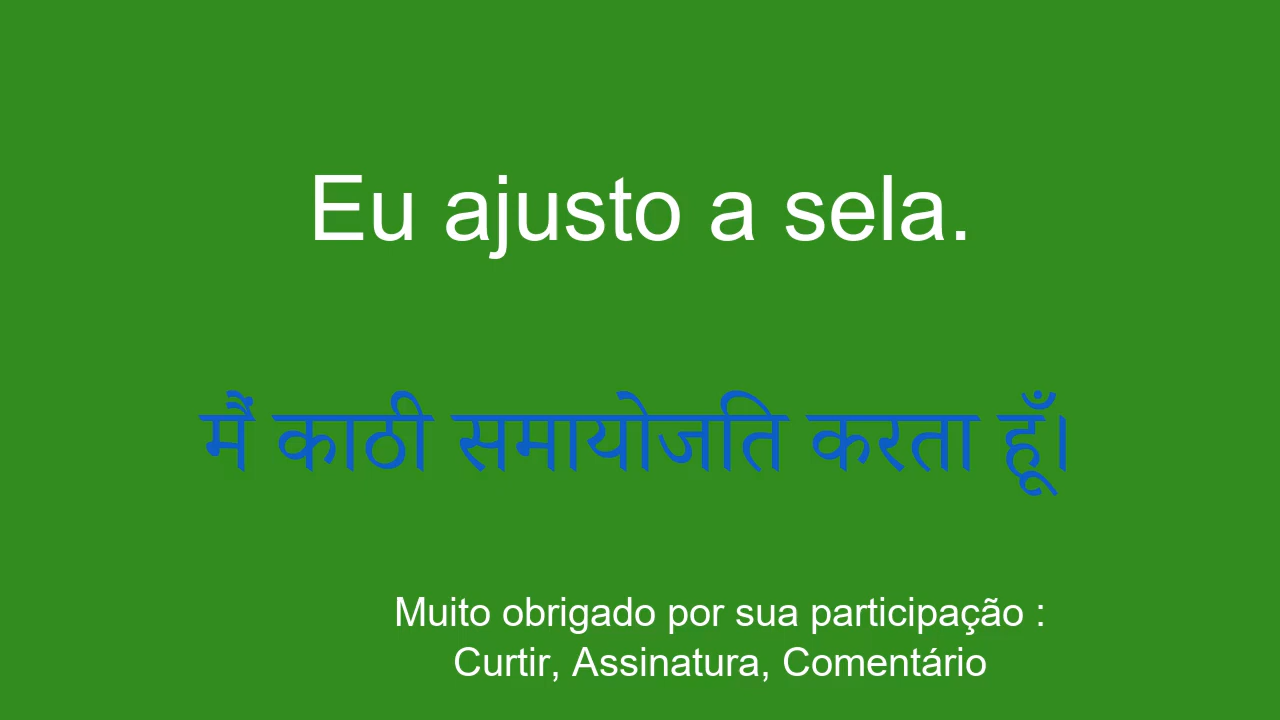 Eu ajusto a sela.
मैं काठी समायोजति करता हूँ।
Muito obrigado por sua participação :
Curtir, Assinatura, Comentário